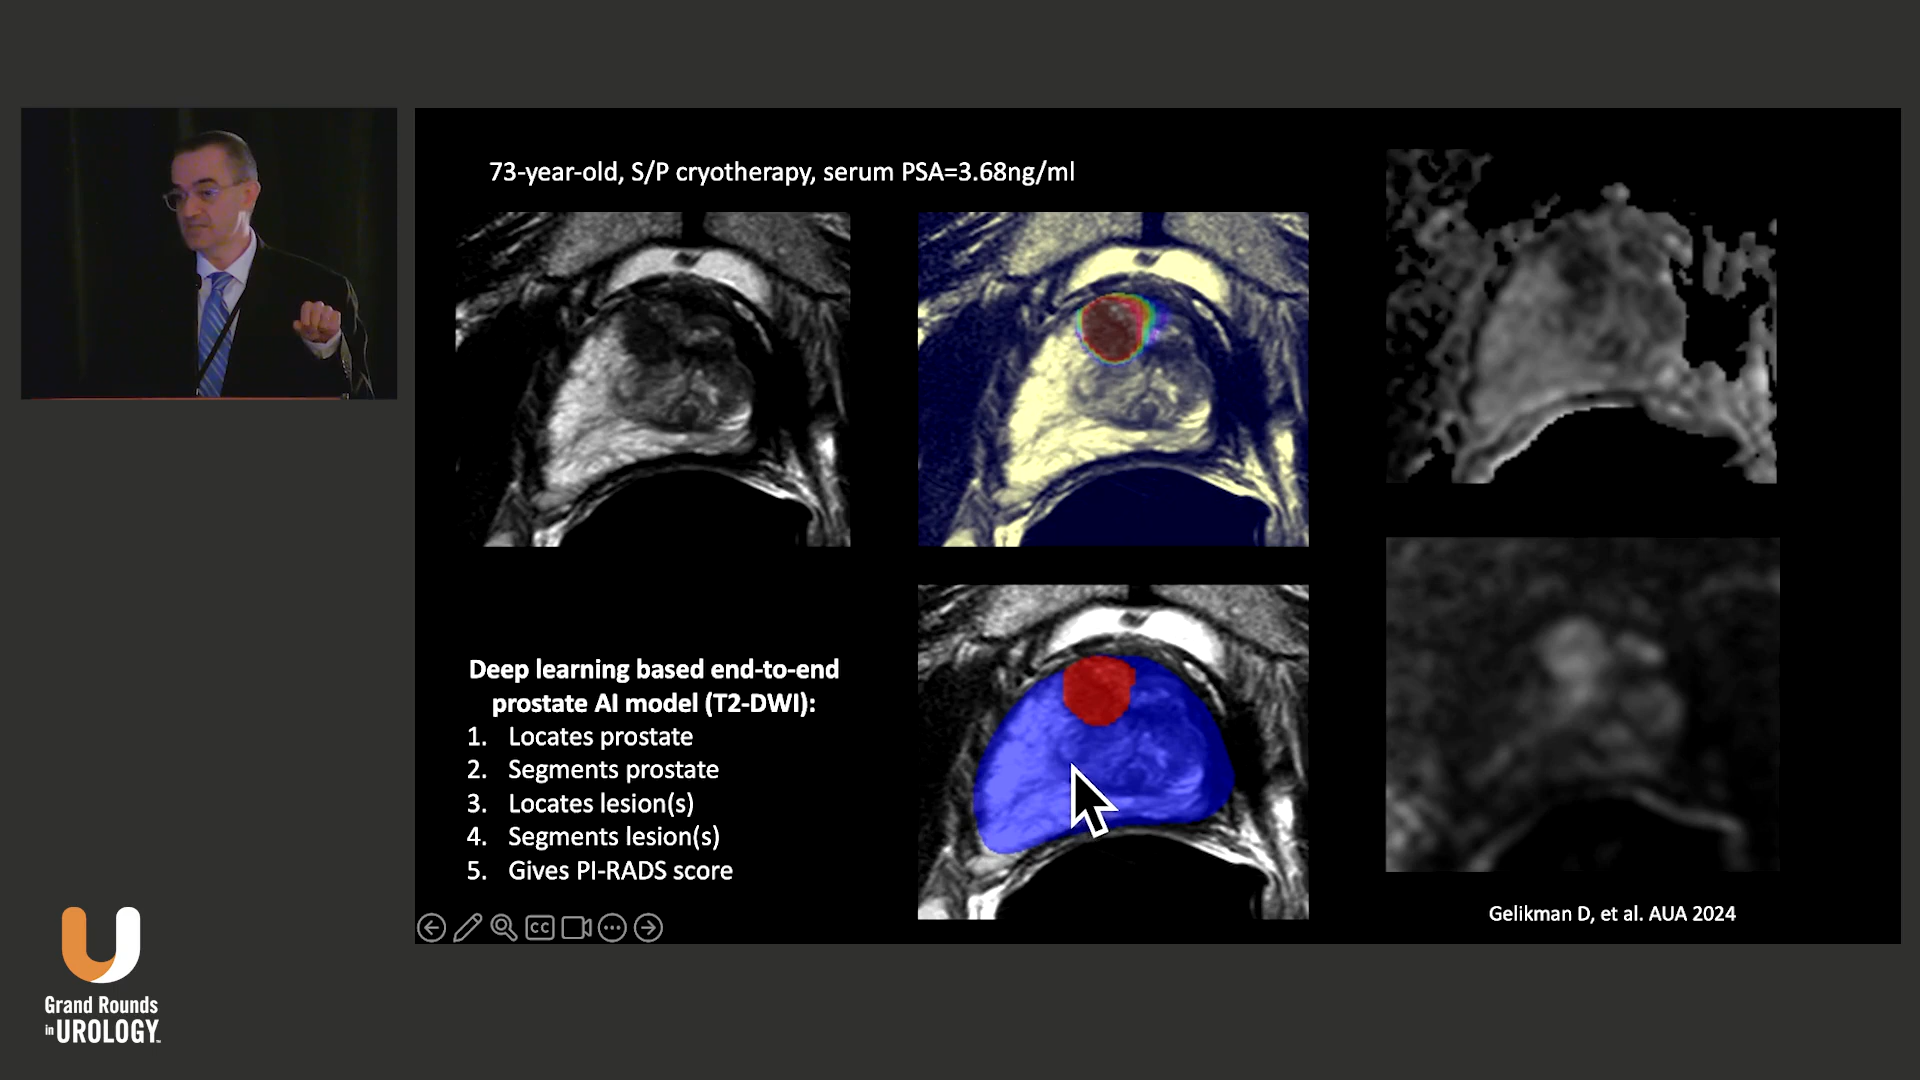 73-year-old, S/P cryotherapy, serum PSA=3.68ng/ml
Deep learning based end-to-end
prostate AI model (T2-DWI):
1. Locates prostate
2. Segments prostate
3. Locates lesion(s)
4. Segments lesion(s)
5. Gives PI-RADS score
CC
Gelikman D, et al. AUA 2024
Grand Rounds
in UROLOGY™